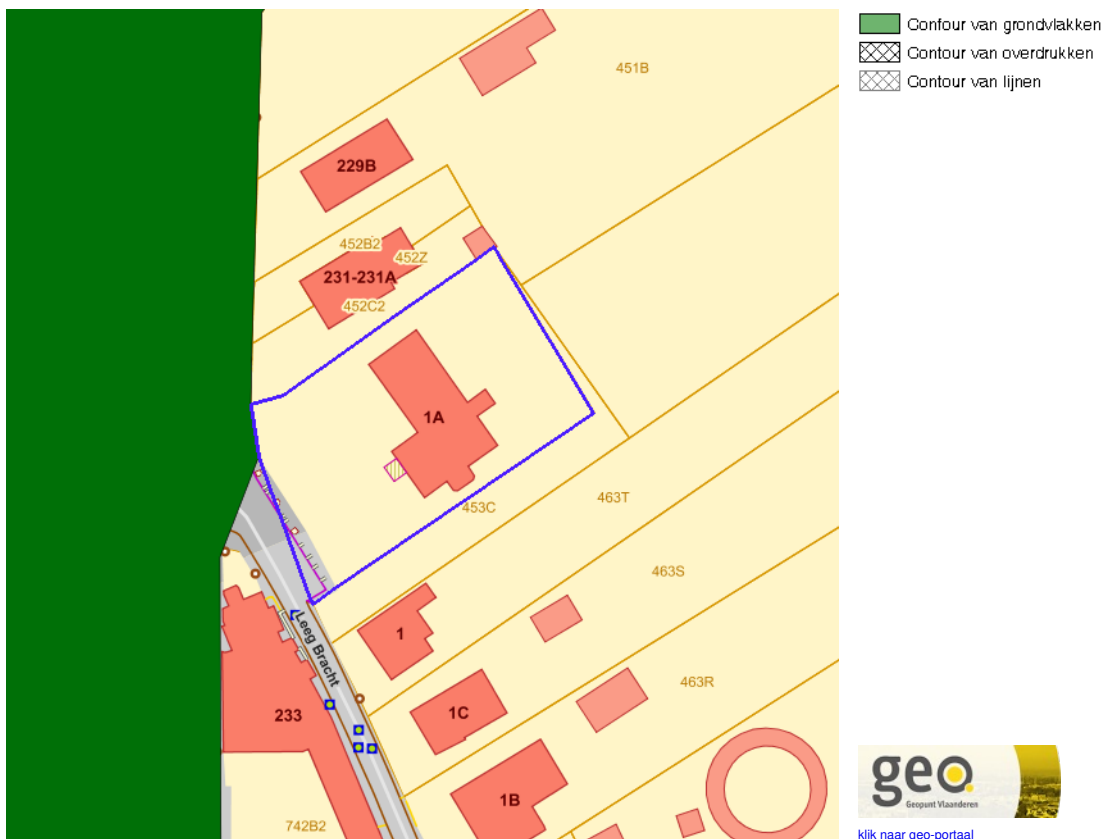 Contour van grondvlakken
Contour van overdrukken
Contour van lijnen
451B
229B
452B2
452Z
231-231A
452C2
1A
453C
463T
463S
1
Leeg Bracht
463R
233
1C
1B
742B2
geo
Geopunt Vlaanderen
klik naar geo-portaal